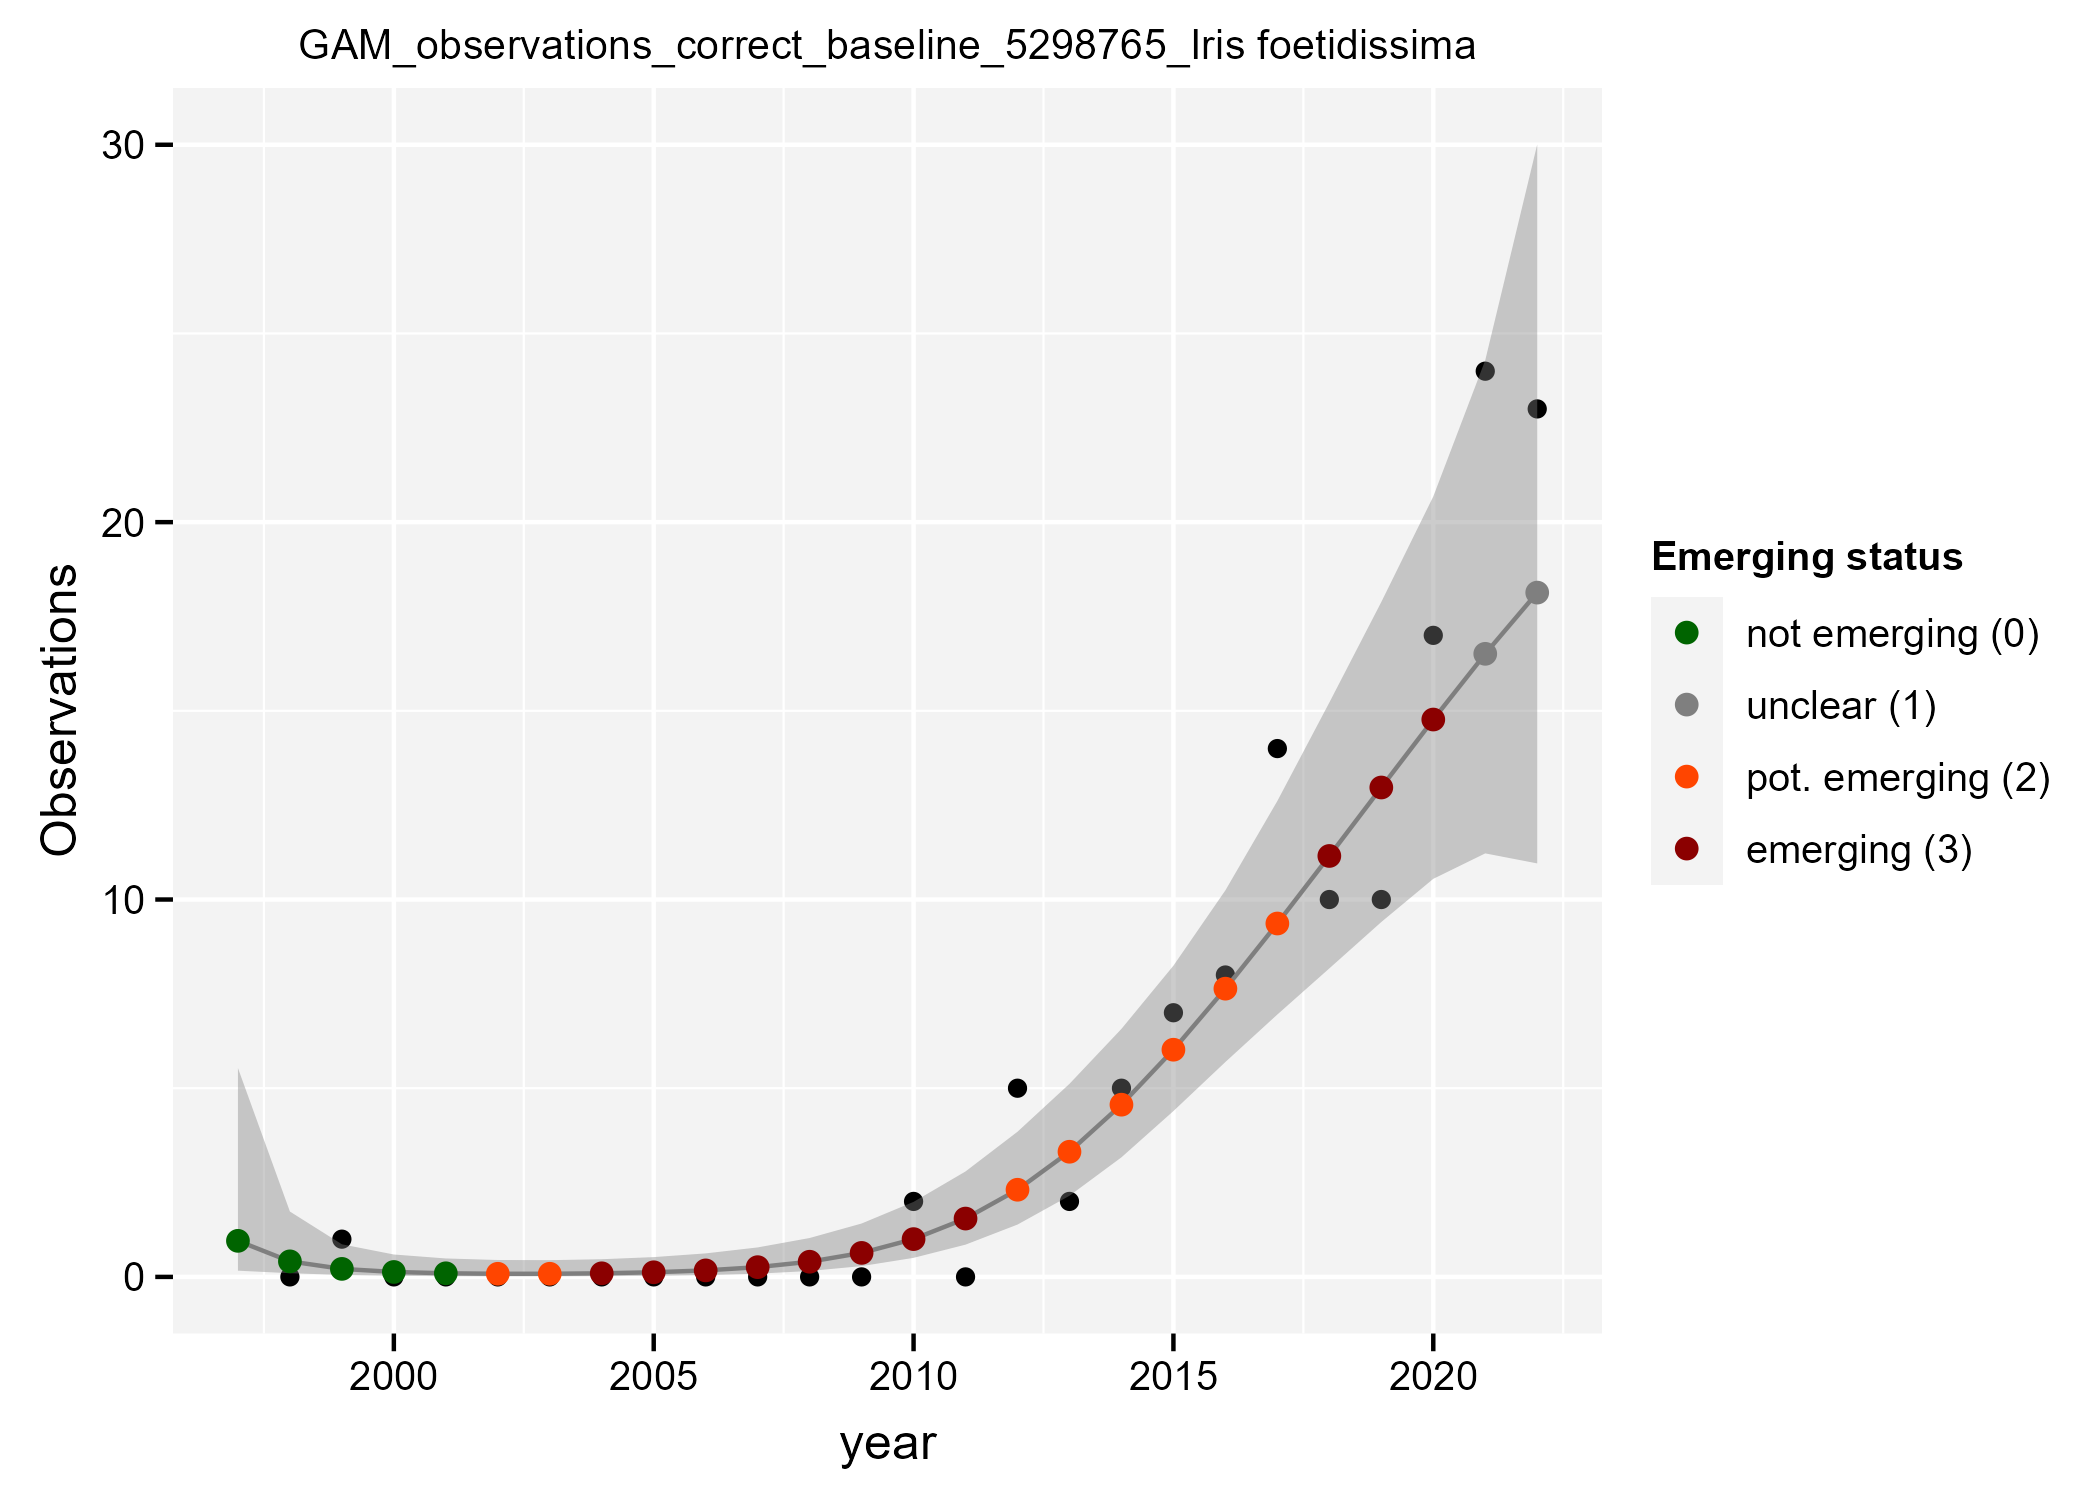 GAM_observations_correct_baseline_5298765_Iris foetidissima
30
20
10
0
Observations
2000 2005 2010 2015 2020
year
Emerging status
not emerging (0)
unclear (1)
pot. emerging (2)
emerging (3)